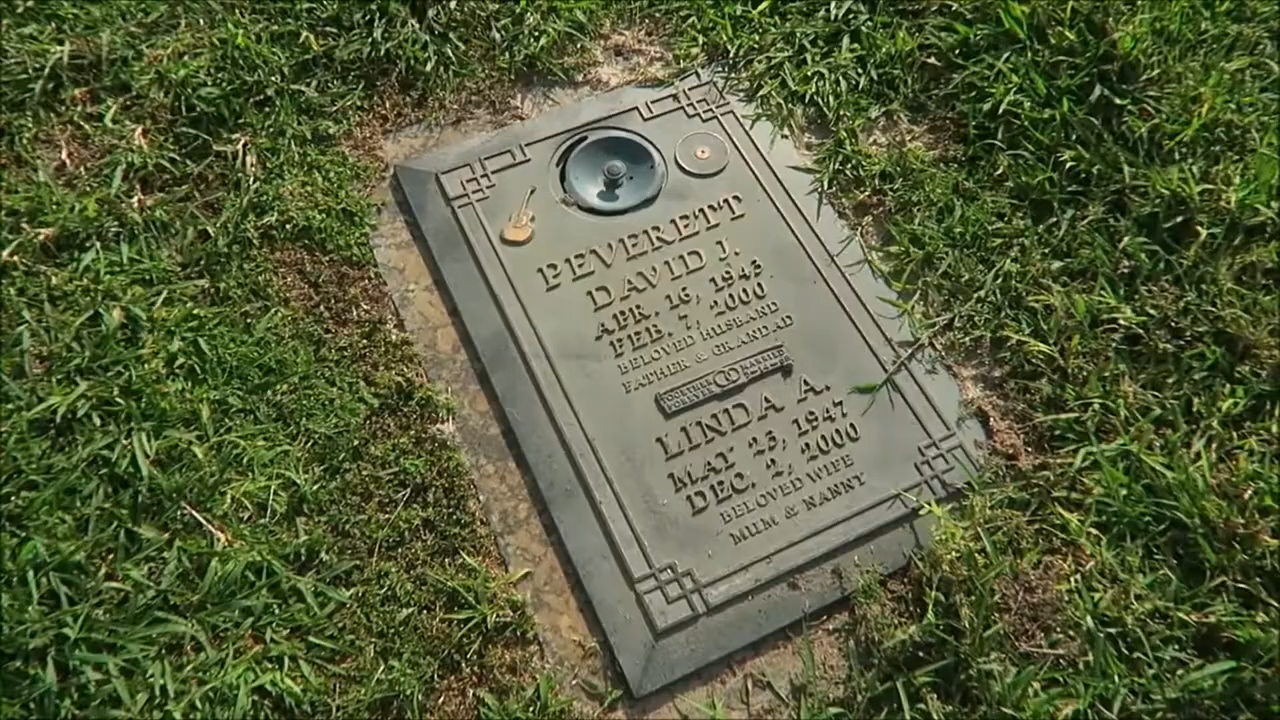 PEVERETT
DAVID J.
APR. 16, 1943
FEB. 7, 2000
BELOVED HUSBAND
FATHER & GRANDAD
TOGETHER FOREVER
MARRIED
LINDA A.
MAY 23, 1947
DEC. 2, 2000
BELOVED WIFE
MUM & NANNY